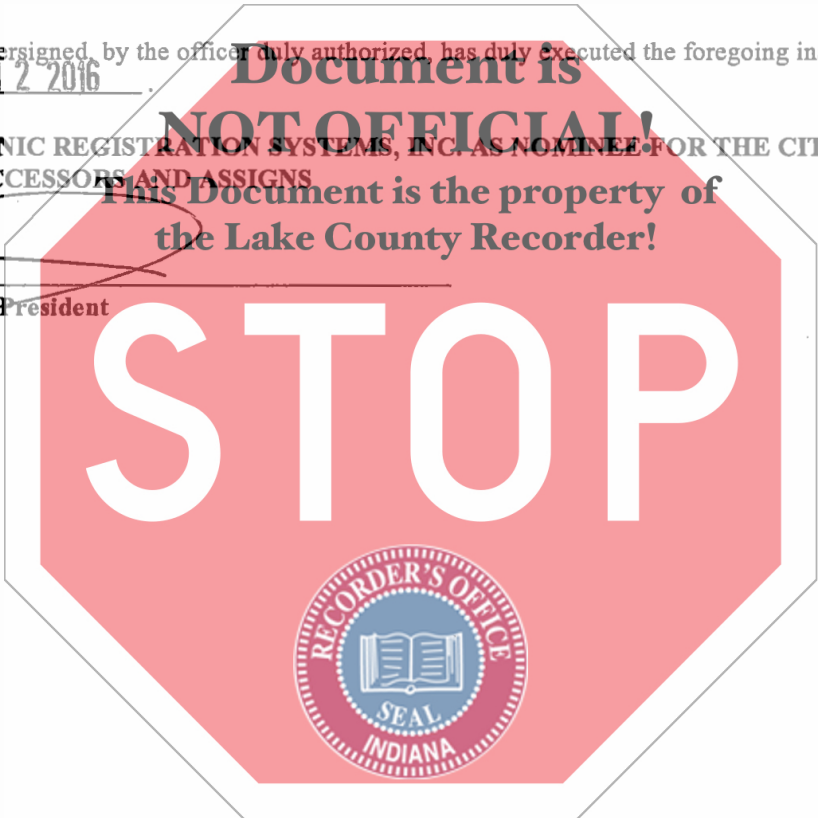 ersigned, by the officer duly authorized, has duly executed the foregoing in
Document is
2 2016
NOT OFFICIAL!
NIC REGISTRATION SYSTEMS, INC. AS NOMINEE FOR THE CIT
CCESSORS AND ASSIGNS
This Document is the property of
the Lake County Recorder!
President
STOP
RECORDER'S OFFICE
SEAL
INDIANA